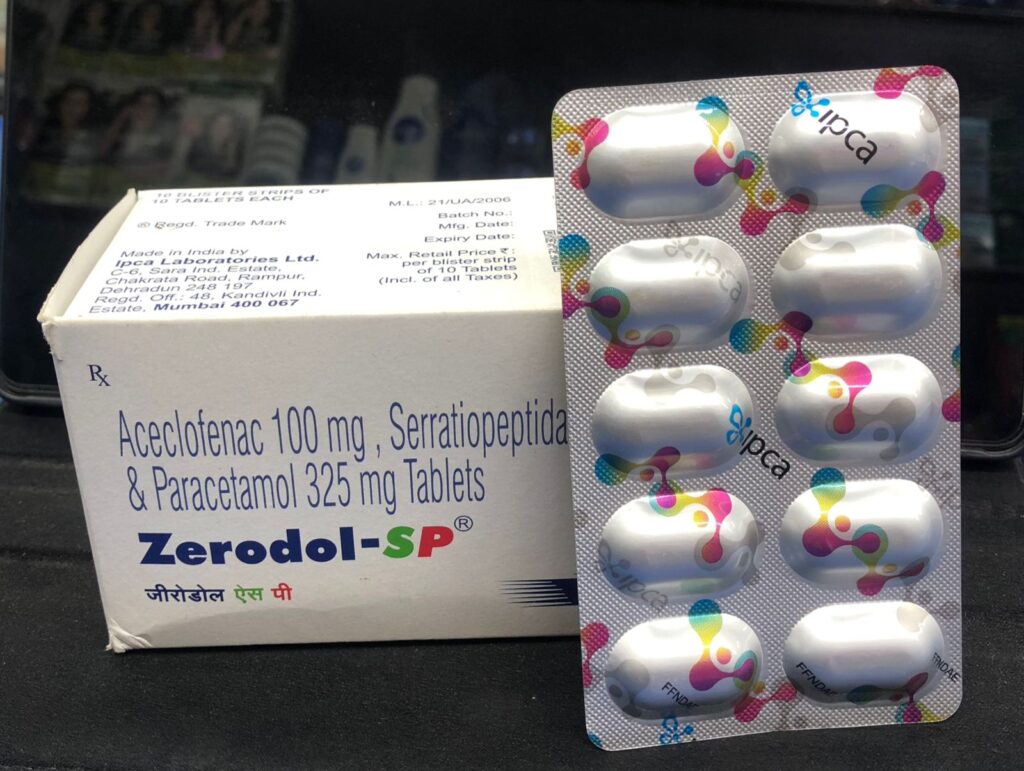 10 BLISTER STRIPS OF
10 TABLETS EACH
® Regd. Trade Mark
Made in India by
Ipca Laboratories Ltd.
C-6, Sara Ind. Estate,
Chakrata Road, Rampur,
Dehradun 248 197
Regd. Off.: 48, Kandivli Ind.
Estate, Mumbai 400 067
M.L.: 21/UA/2006
Batch No.:
Mfg. Date:
Expiry Date:
Max. Retail Price ₹:
per blister strip
of 10 Tablets
(Incl. of all Taxes)
Rx
Aceclofenac 100 mg , Serratiopeptida
& Paracetamol 325 mg Tablets
Zerodol-SP®
जीरोडोल ऐस पी
ipca
ipca
ipca
ipca
FFNDAE
FFNDAE
FFNDAE